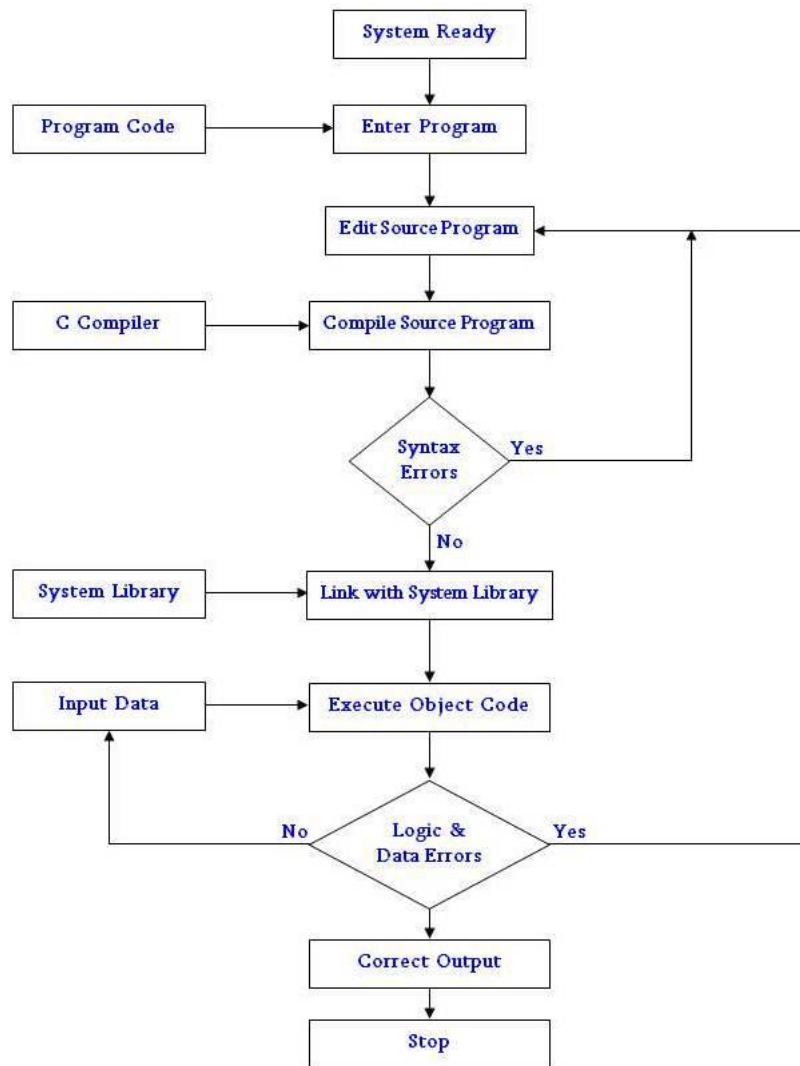 System Ready
Program Code
Enter Program
Edit Source Program
C Compiler
Compile Source Program
Syntax
Errors
Yes
No
System Library
Link with System Library
Input Data
Execute Object Code
No
Logic &
Data Errors
Yes
Correct Output
Stop